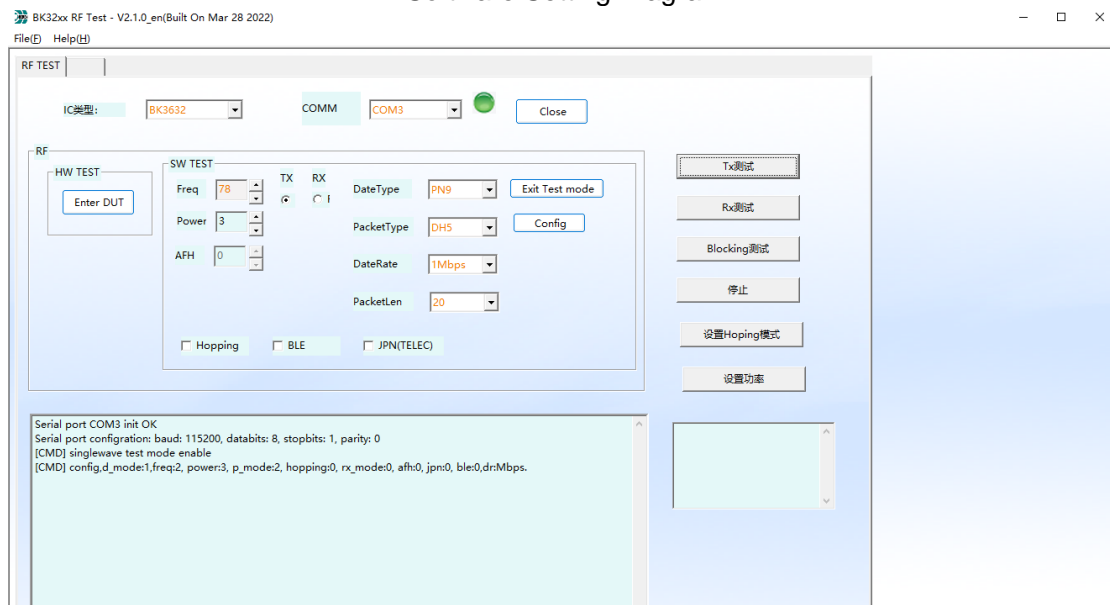 BK32xx RF Test - V2.1.0_en(Built On Mar 28 2022)
File(F) Help(H)
RF TEST
IC类型: BK3632 COMM COM3 Close
RF
HW TEST
Enter DUT
SW TEST
Freq 78 TX RX DateType PN9 Exit Test mode
Power 3 PacketType DH5 Config
AFH 0 DateRate 1Mbps
PacketLen 20
Hopping BLE JPN(TELEC)
Tx测试
Rx测试
Blocking测试
停止
设置Hoping模式
设置功率
Serial port COM3 init OK
Serial port configration: baud: 115200, databits: 8, stopbits: 1, parity: 0
[CMD] singlewave test mode enable
[CMD] config,d_mode:1,freq:2, power:3, p_mode:2, hopping:0, rx_mode:0, afh:0, jpn:0, ble:0,dr:Mbps.